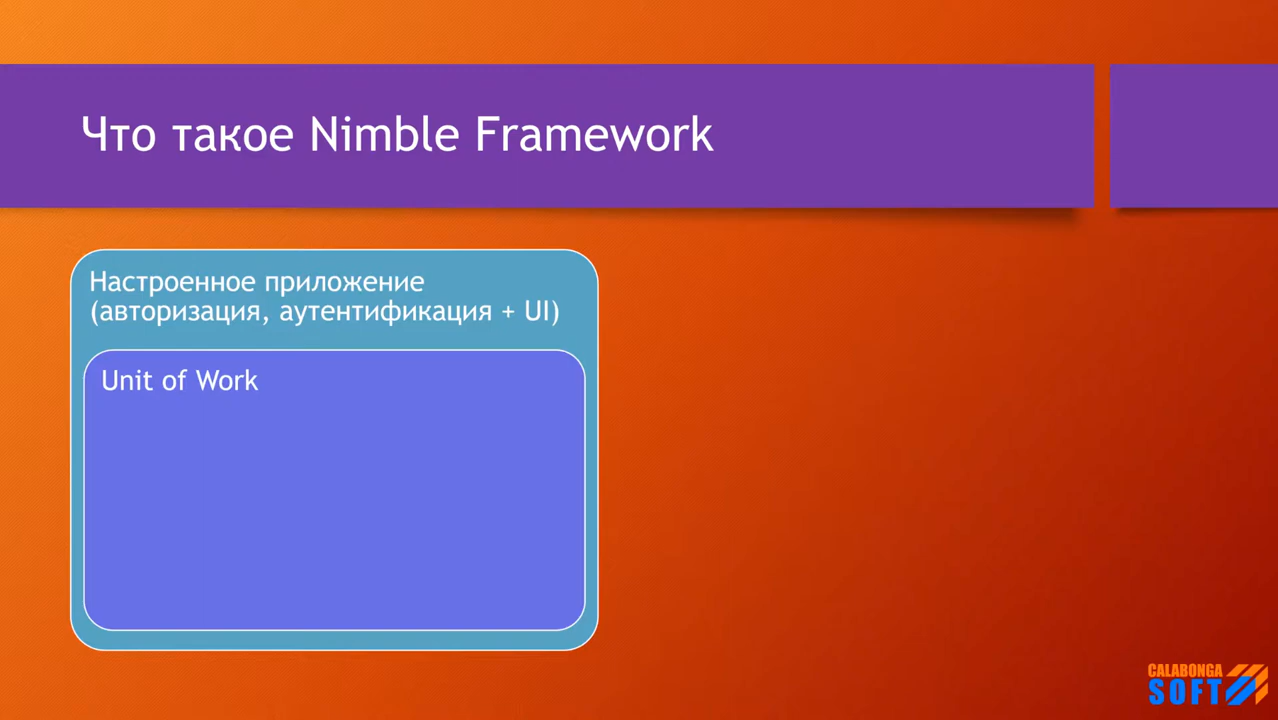 Что такое Nimble Framework
Настроенное приложение
(авторизация, аутентификация + UI)
Unit of Work
CALABONGA
SOFT